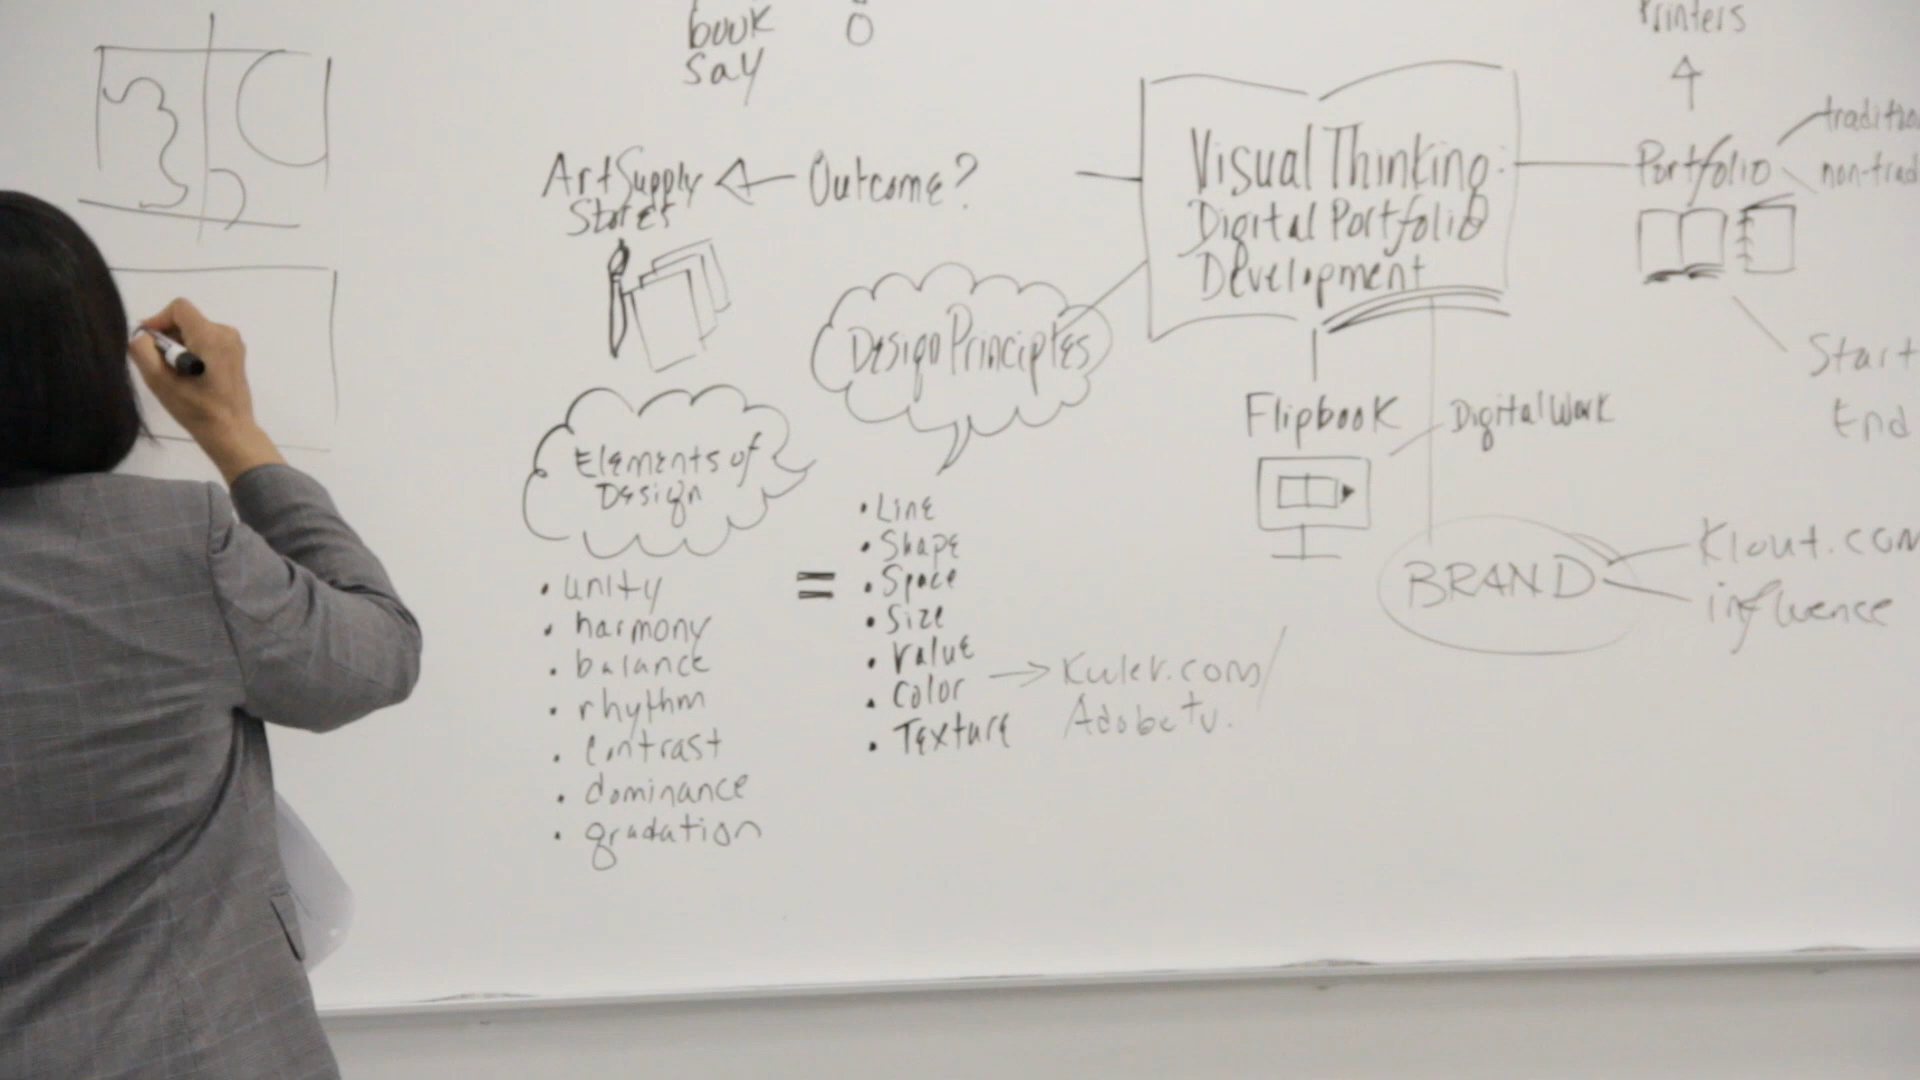 book
say
Printers
Art Supply
Stores
Outcome?
Visual Thinking:
Digital Portfolio
Development
Portfolio
non-trad
Start
End
Design Principles
Elements of
Design
• unity
• harmony
• balance
• rhythm
• contrast
• dominance
• gradation
=
• Line
• Shape
• Space
• Size
• Value
• Color
• Texture
Kuler.com/
Adobe tv.
Flipbook
Digital Work
BRAND
Klout.com
influence